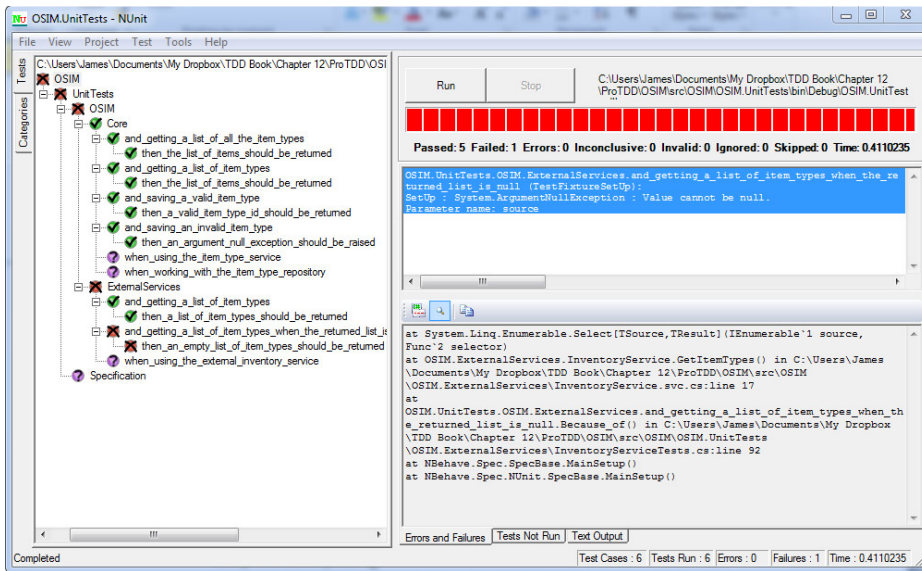 OSIM.UnitTests - NUnit
File View Project Test Tools Help
Tests
Categories
C:\Users\James\Documents\My Dropbox\TDD Book\Chapter 12\ProTDD\OSI
OSIM
UnitTests
OSIM
Core
and_getting_a_list_of_all_the_item_types
then_the_list_of_items_should_be_returned
and_getting_a_list_of_item_types
then_the_list_of_items_should_be_returned
and_saving_a_valid_item_type
then_a_valid_item_type_id_should_be_returned
and_saving_an_invalid_item_type
then_an_argument_null_exception_should_be_raised
when_using_the_item_type_service
when_working_with_the_item_type_repository
ExternalServices
and_getting_a_list_of_item_types
then_a_list_of_item_types_should_be_returned
and_getting_a_list_of_item_types_when_the_returned_list_is
then_an_empty_list_of_item_types_should_be_returned
when_using_the_external_inventory_service
Specification
Run
Stop
C:\Users\James\Documents\My Dropbox\TDD Book\Chapter 12
\ProTDD\OSIM\src\OSIM\OSIM.UnitTests\bin\Debug\OSIM.UnitTest
Passed: 5 Failed: 1 Errors: 0 Inconclusive: 0 Invalid: 0 Ignored: 0 Skipped: 0 Time: 0.4110235
OSIM.UnitTests.OSIM.ExternalServices.and_getting_a_list_of_item_types_when_the_re
turned_list_is_null (TestFixtureSetUp):
SetUp : System.ArgumentNullException : Value cannot be null.
Parameter name: source
at System.Linq.Enumerable.Select[TSource,TResult](IEnumerable`1 source,
Func`2 selector)
at OSIM.ExternalServices.InventoryService.GetItemTypes() in C:\Users\James
\Documents\My Dropbox\TDD Book\Chapter 12\ProTDD\OSIM\src\OSIM
\OSIM.ExternalServices\InventoryService.svc.cs:line 17
at
OSIM.UnitTests.OSIM.ExternalServices.and_getting_a_list_of_item_types_when_th
e_returned_list_is_null.Because_of() in C:\Users\James\Documents\My Dropbox
\TDD Book\Chapter 12\ProTDD\OSIM\src\OSIM\OSIM.UnitTests
\OSIM.ExternalServices\InventoryServiceTests.cs:line 92
at NBehave.Spec.SpecBase.MainSetup()
at NBehave.Spec.NUnit.SpecBase.MainSetup()
Errors and Failures Tests Not Run Text Output
Completed
Test Cases : 6 Tests Run : 6 Errors : 0 Failures : 1 Time : 0.4110235